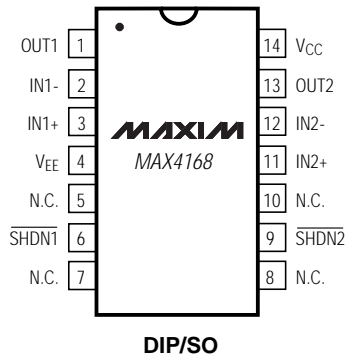 OUT1 1 14 VCC
IN1- 2 13 OUT2
IN1+ 3 MAXIM 12 IN2-
VEE 4 MAX4168 11 IN2+
N.C. 5 10 N.C.
SHDN1 6 9 SHDN2
N.C. 7 8 N.C.
DIP/SO